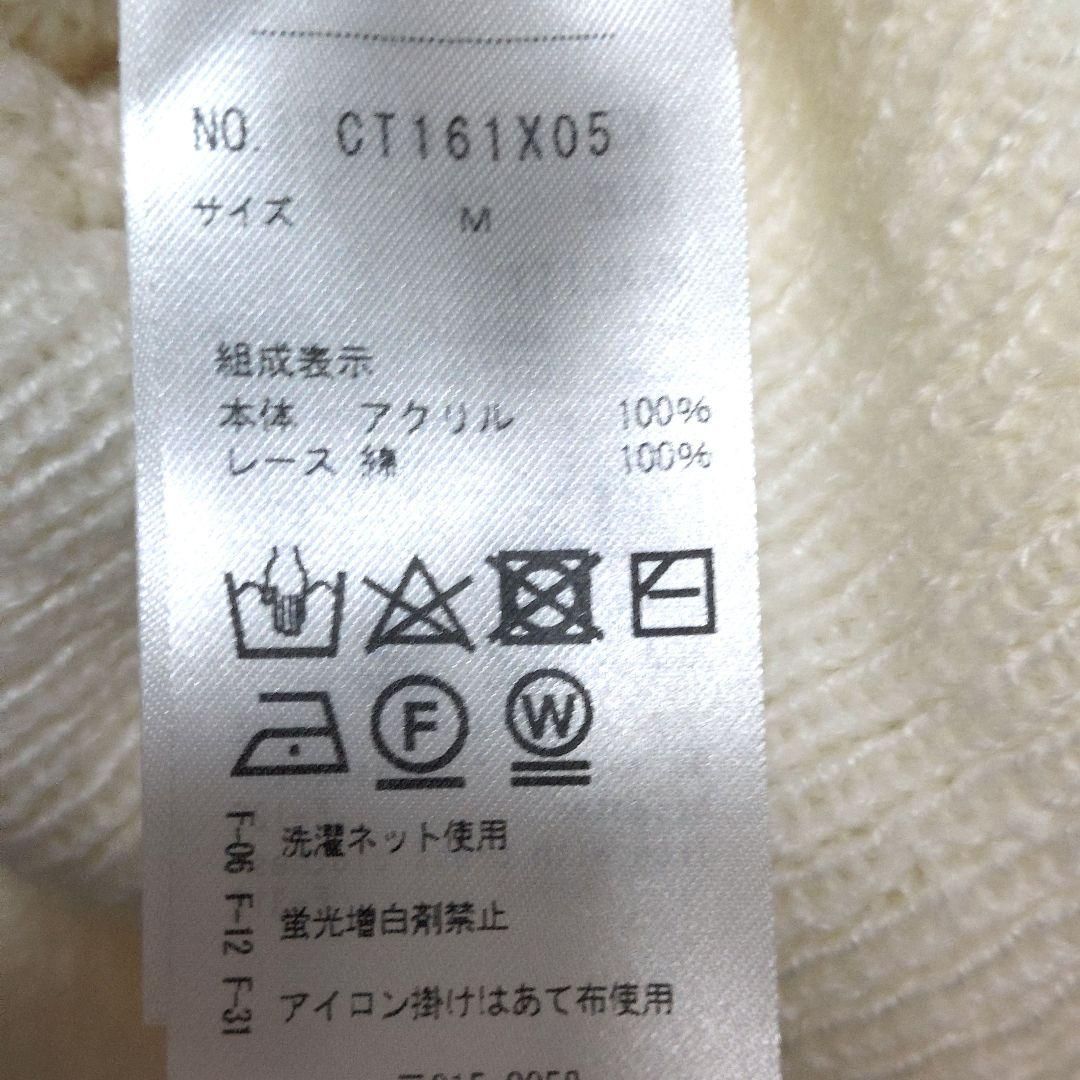 NO. CT161X05
サイズ M
組成表示
本体 アクリル 100%
レース 綿 100%
F W
F-06 洗濯ネット使用
F-12 蛍光増白剤禁止
F-31 アイロン掛けはあて布使用